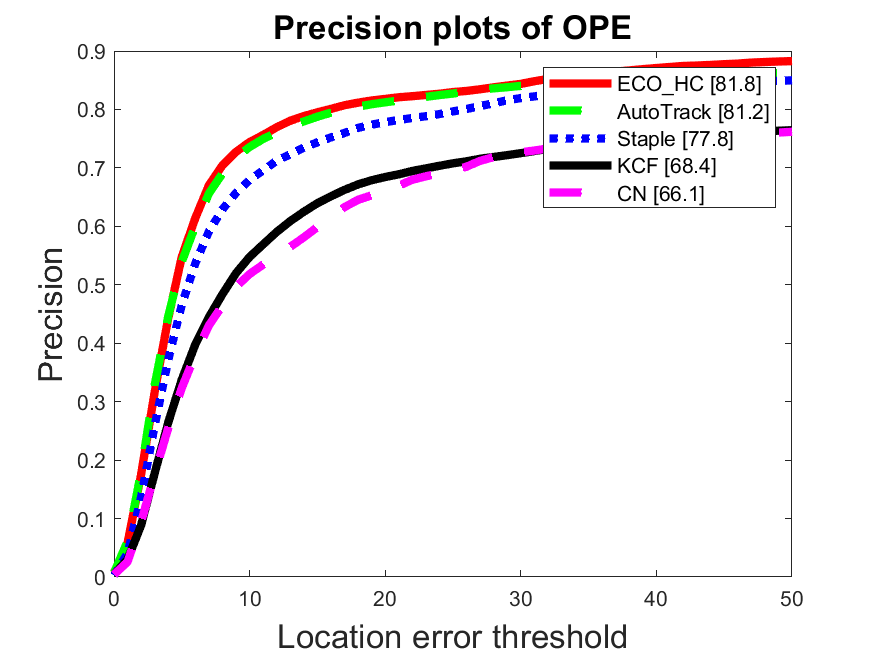 Precision plots of OPE
0.9
0.8
0.7
0.6
0.5
0.4
0.3
0.2
0.1
0
Precision
ECO_HC [81.8]
AutoTrack [81.2]
Staple [77.8]
KCF [68.4]
CN [66.1]
0 10 20 30 40 50
Location error threshold